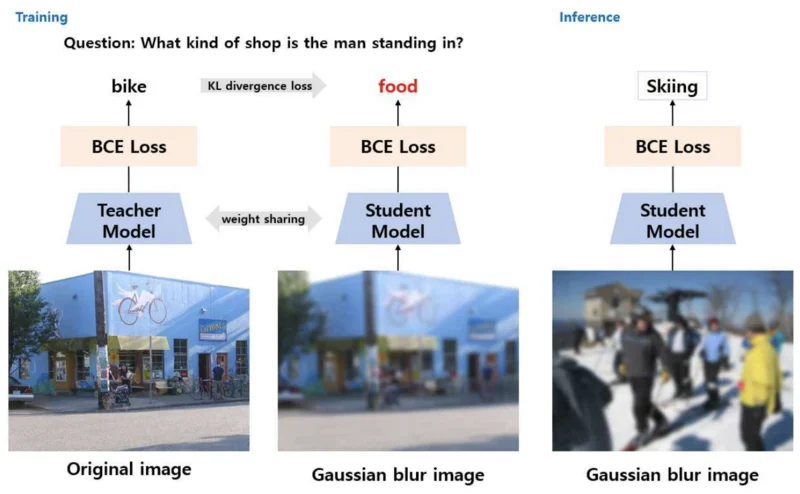 Training
Inference
Question: What kind of shop is the man standing in?
bike
KL divergence loss
food
Skiing
BCE Loss
BCE Loss
BCE Loss
Teacher
Model
weight sharing
Student
Model
Student
Model
Original image
Gaussian blur image
Gaussian blur image